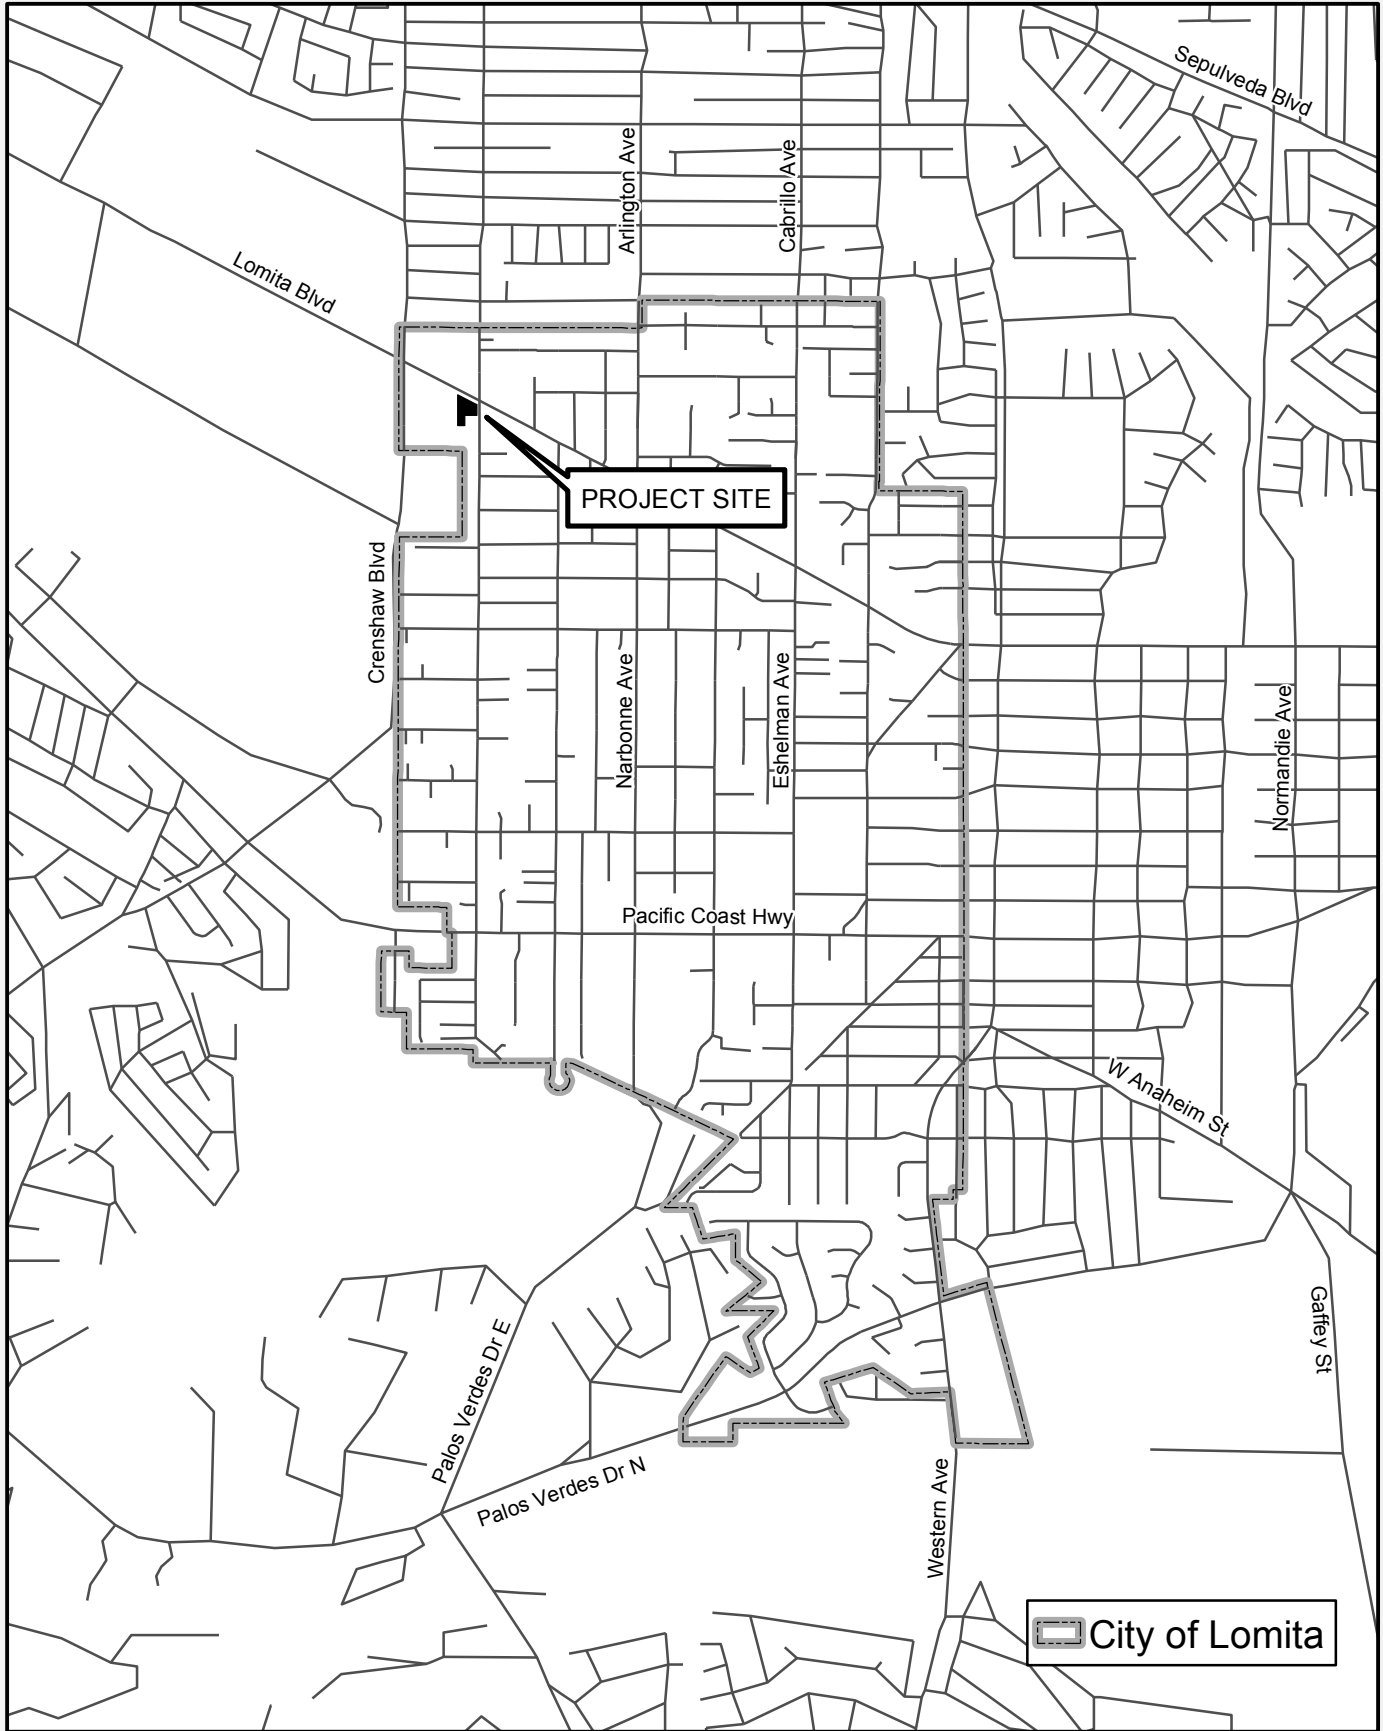 Sepulveda Blvd
Arlington Ave
Cabrillo Ave
Lomita Blvd
PROJECT SITE
Crenshaw Blvd
Narbonne Ave
Eshelman Ave
Normandie Ave
Pacific Coast Hwy
W Anaheim St
Gaffey St
Palos Verdes Dr E
Palos Verdes Dr N
Western Ave
City of Lomita